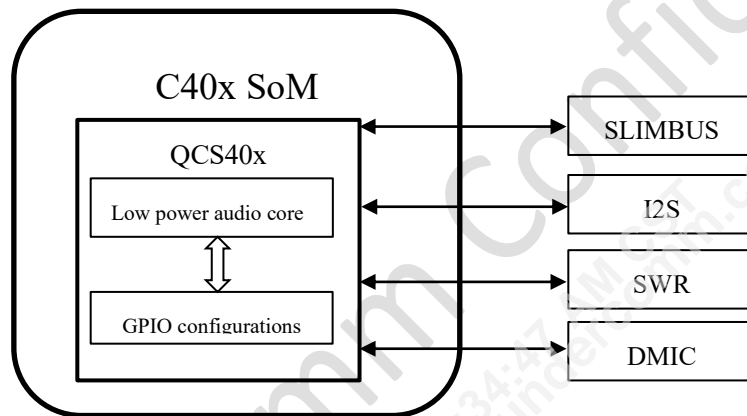 C40x SoM
QCS40x
Low power audio core
GPIO configurations
SLIMBUS
I2S
SWR
DMIC